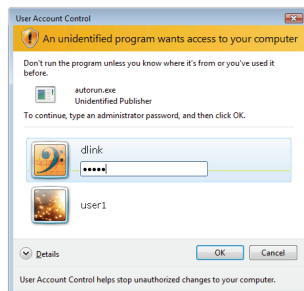 User Account Control
An unidentified program wants access to your computer
Don't run the program unless you know where it's from or you've used it
before.
autorun.exe
Unidentified Publisher
To continue, type an administrator password, and then click OK.
dlink
•••••
user1
Details
OK Cancel
User Account Control helps stop unauthorized changes to your computer.